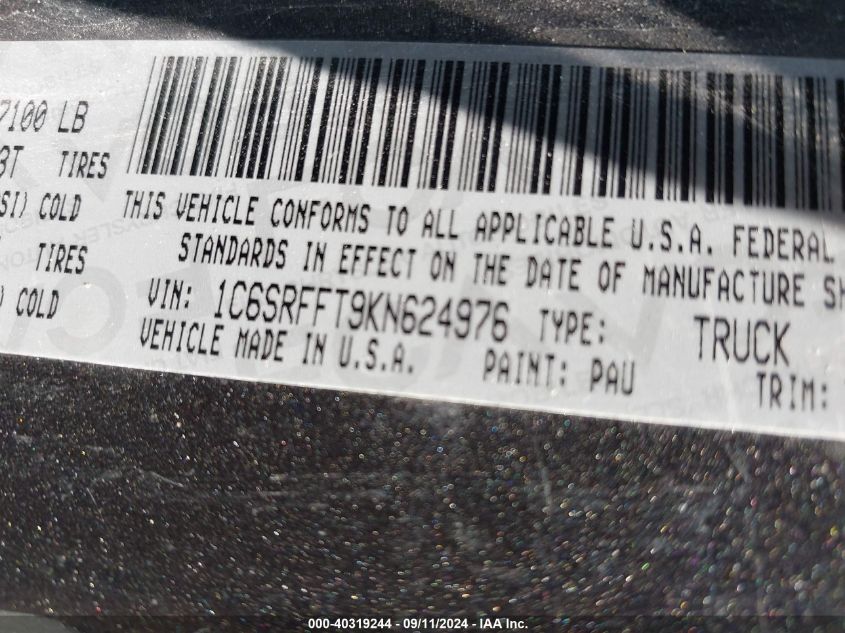 7100 LB
3T TIRES
SI) COLD
TIRES
) COLD
THIS VEHICLE CONFORMS TO ALL APPLICABLE U.S.A. FEDERAL
STANDARDS IN EFFECT ON THE DATE OF MANUFACTURE SH
VIN: 1C6SRFFT9KN624976 TYPE: TRUCK
VEHICLE MADE IN U.S.A. PAINT: PAU TRIM:
000-40319244 - 09/11/2024 - IAA Inc.